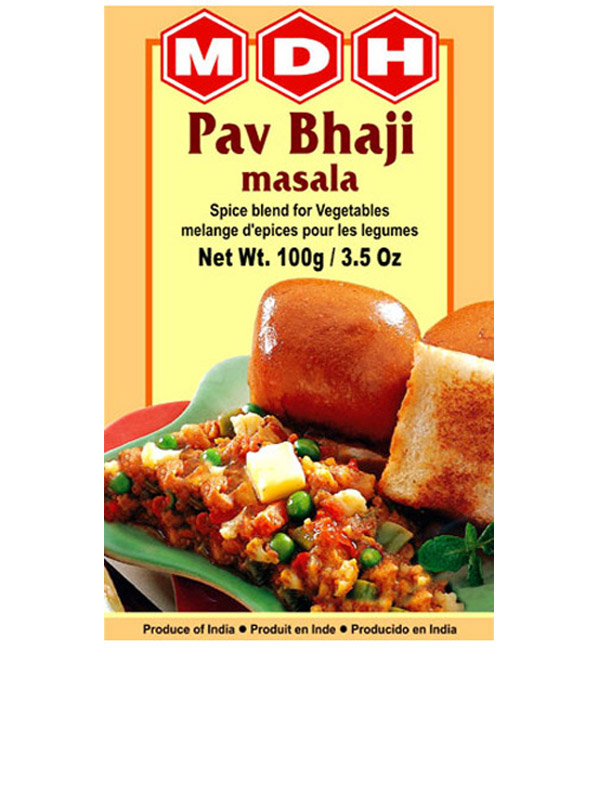 MDH
Pav Bhaji
masala
Spice blend for Vegetables
melange d'epices pour les legumes
Net Wt. 100g / 3.5 Oz
Produce of India ● Produit en Inde ● Producido en India